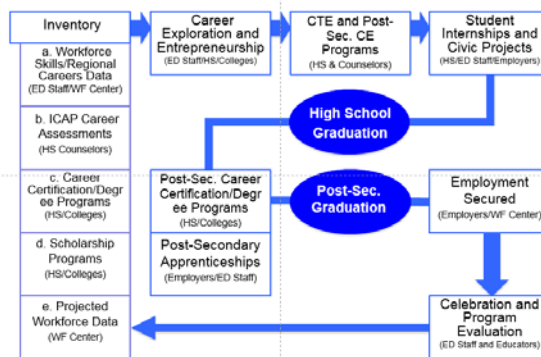 Inventory
a. Workforce
Skills/Regional
Careers Data
(ED Staff/WF Center)
b. ICAP Career
Assessments
(HS Counselors)
c. Career
Certification/Degr
ee Programs
(HS/Colleges)
d. Scholarship
Programs
(HS/Colleges)
e. Projected
Workforce Data
(WF Center)
Career
Exploration and
Entrepreneurship
(ED Staff/HS/Colleges)
CTE and Post-
Sec. CE
Programs
(HS & Counselors)
Student
Internships and
Civic Projects
(HS/ED Staff/Employers)
High School
Graduation
Post-Sec. Career
Certification/Degr
ee Programs
(HS/Colleges)
Post-Secondary
Apprenticeships
(Employers/ED Staff)
Post-Sec.
Graduation
Employment
Secured
(Employers/WF Center)
Celebration and
Program
Evaluation
(ED Staff and Educators)